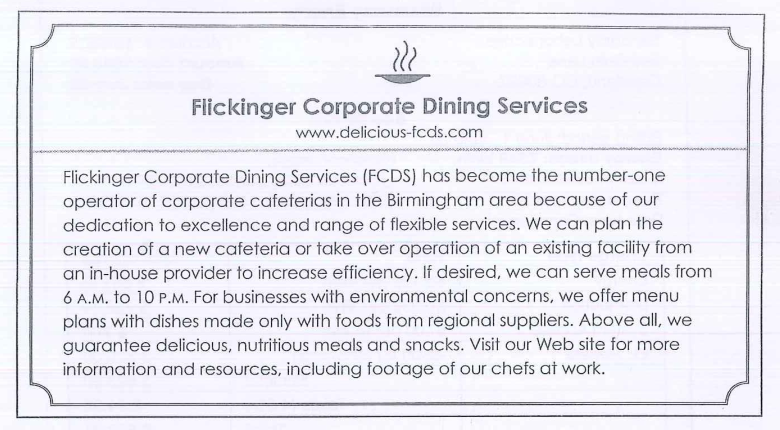 Flickinger Corporate Dining Services
www.delicious-fcds.com
Flickinger Corporate Dining Services (FCDS) has become the number-one
operator of corporate cafeterias in the Birmingham area because of our
dedication to excellence and range of flexible services. We can plan the
creation of a new cafeteria or take over operation of an existing facility from
an in-house provider to increase efficiency. If desired, we can serve meals from
6 A.M. to 10 P.M. For businesses with environmental concerns, we offer menu
plans with dishes made only with foods from regional suppliers. Above all, we
guarantee delicious, nutritious meals and snacks. Visit our Web site for more
information and resources, including footage of our chefs at work.